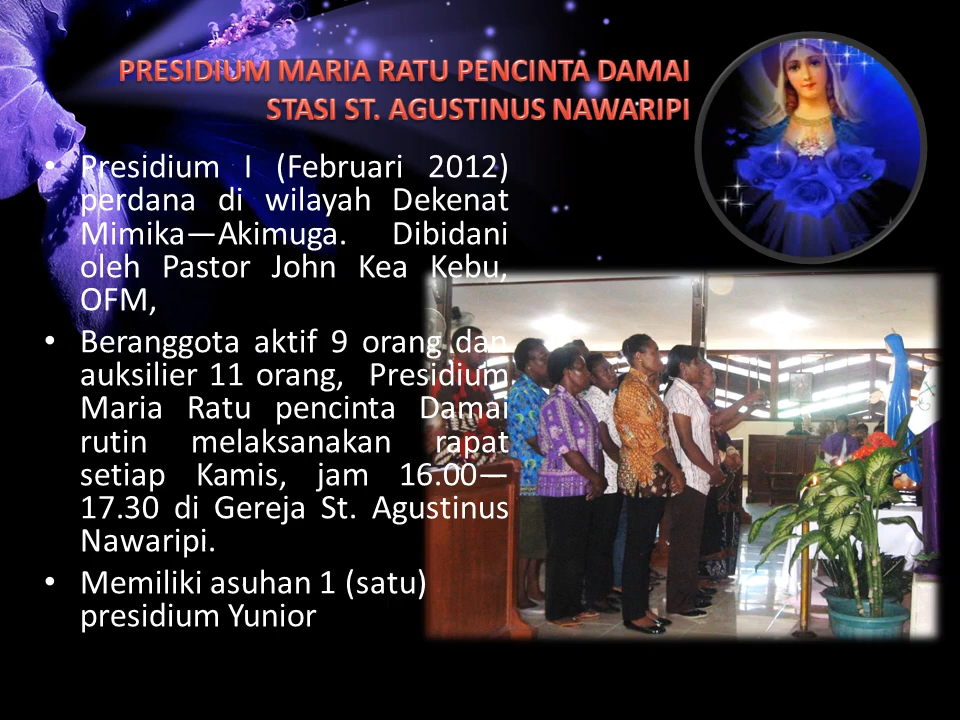 PRESIDIUM MARIA RATU PENCINTA DAMAI
STASI ST. AGUSTINUS NAWARIPI
• Presidium I (Februari 2012)
perdana di wilayah Dekenat
Mimika—Akimuga. Dibidani
oleh Pastor John Kea Kebu,
OFM,
• Beranggota aktif 9 orang dan
auksilier 11 orang, Presidium
Maria Ratu pencinta Damai
rutin melaksanakan rapat
setiap Kamis, jam 16.00—
17.30 di Gereja St. Agustinus
Nawaripi.
• Memiliki asuhan 1 (satu)
presidium Yunior